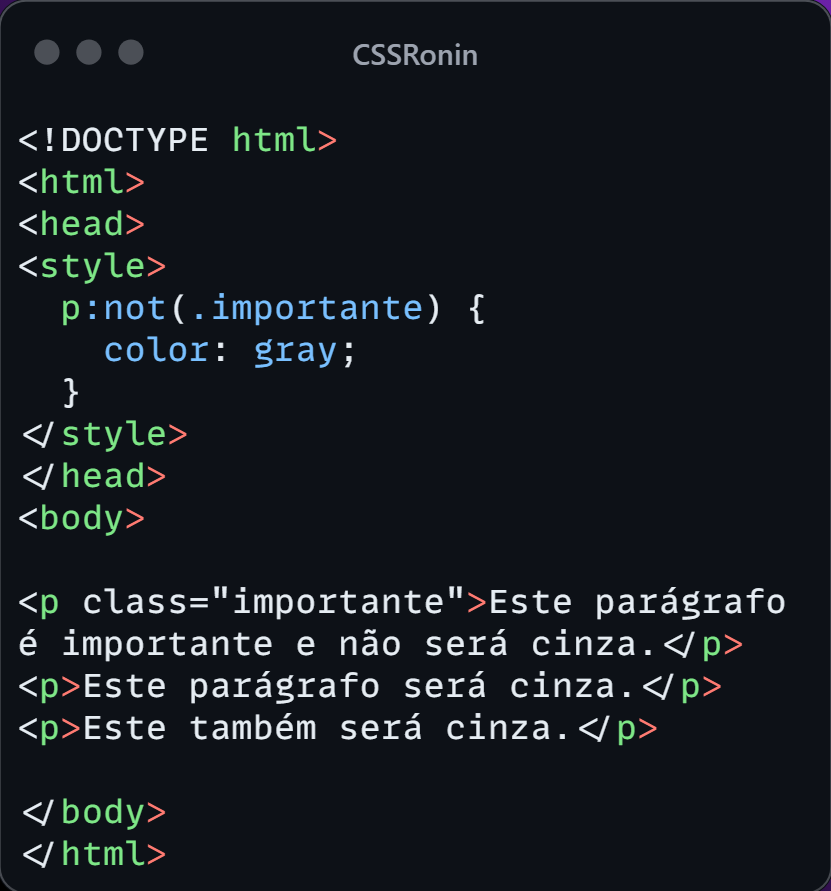 CSSRonin
<!DOCTYPE html>
<html>
<head>
<style>
  p:not(.importante) {
    color: gray;
  }
</style>
</head>
<body>
<p class="importante">Este parágrafo
é importante e não será cinza.</p>
<p>Este parágrafo será cinza.</p>
<p>Este também será cinza.</p>
</body>
</html>